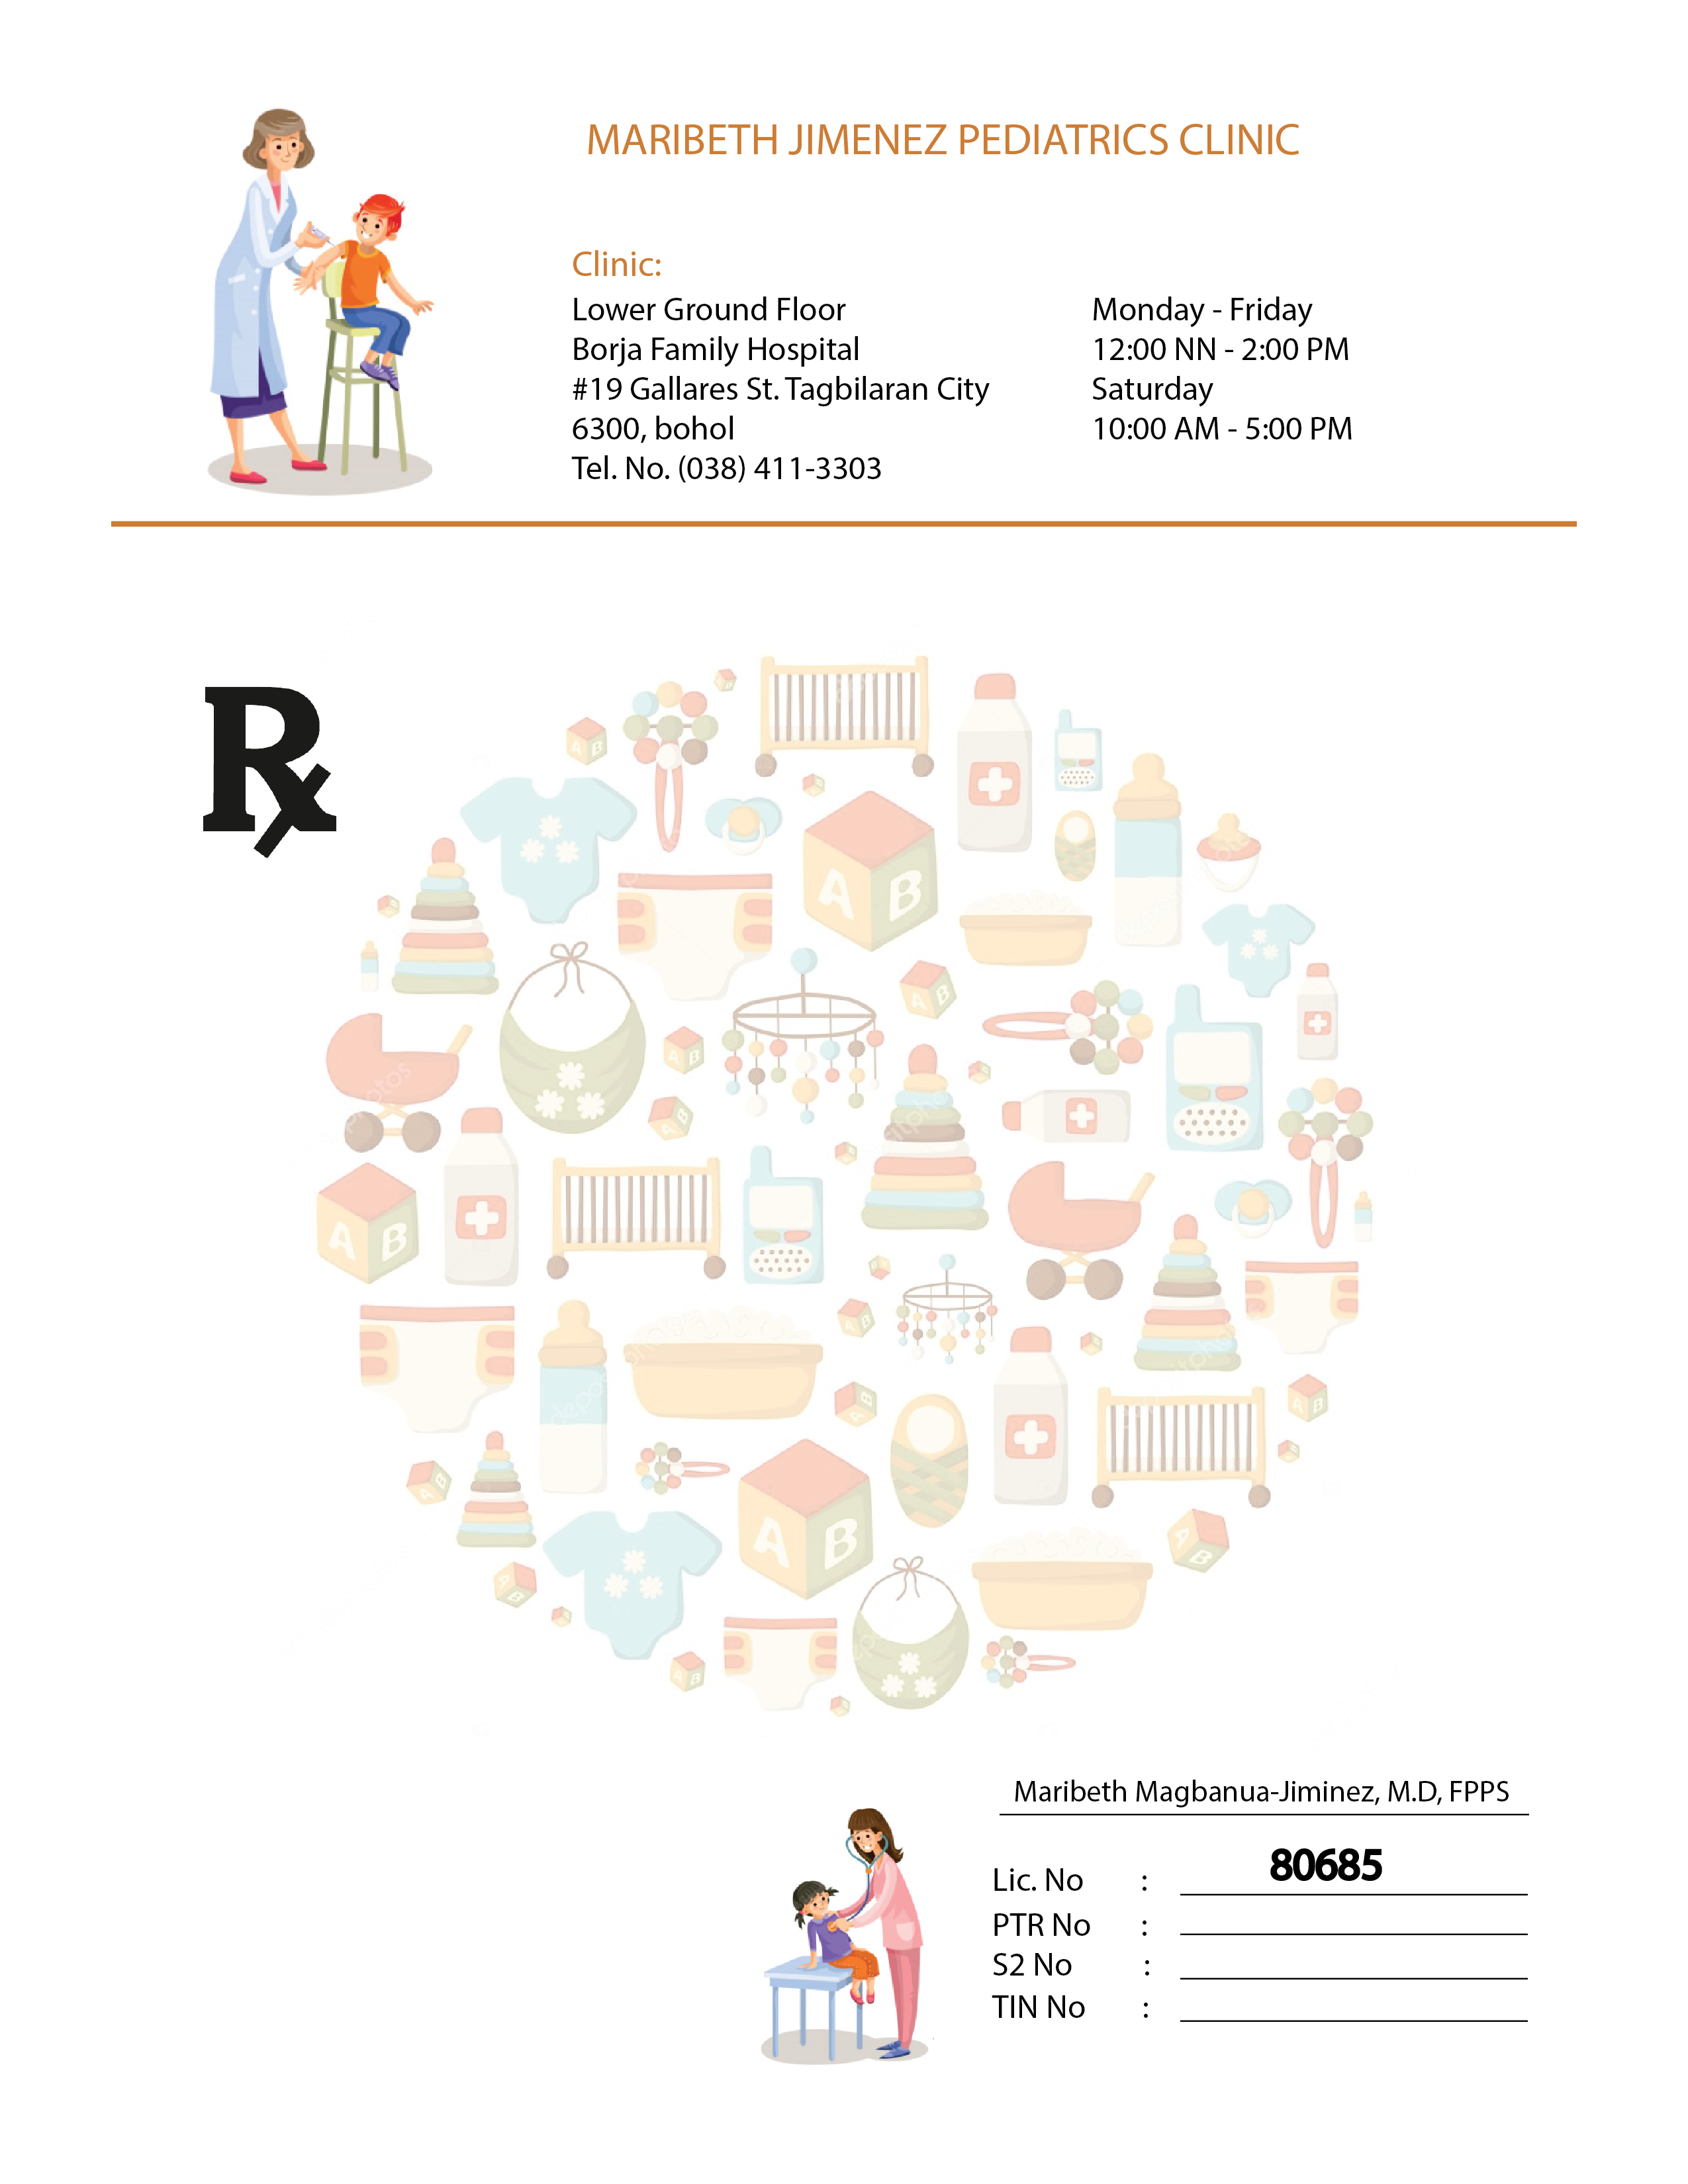 MARIBETH JIMENEZ PEDIATRICS CLINIC
Clinic:
Lower Ground Floor
Borja Family Hospital
#19 Gallares St. Tagbilaran City
6300, bohol
Tel. No. (038) 411-3303
Monday - Friday
12:00 NN - 2:00 PM
Saturday
10:00 AM - 5:00 PM
Rx
A B
A B
A B
A B
A B
A B
A B
A B
A B
A B
A B
A B
A B
A B
Maribeth Magbanua-Jiminez, M.D, FPPS
Lic. No : 80685
PTR No :
S2 No :
TIN No :